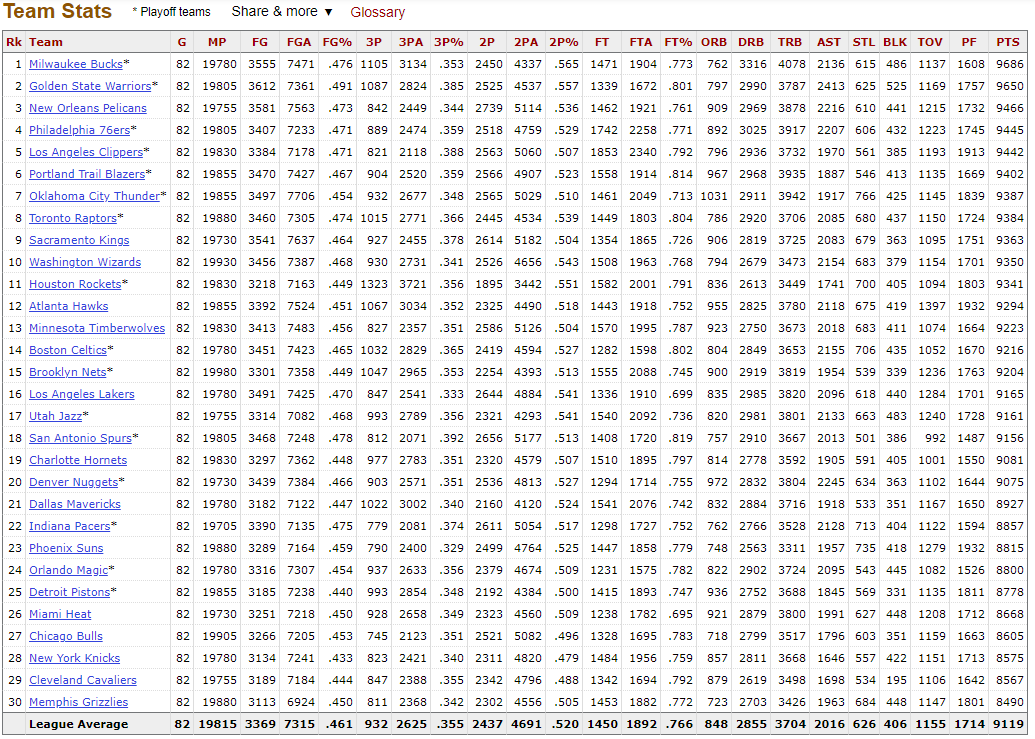 Team Stats * Playoff teams Share & more ▼ Glossary
Rk Team G MP FG FGA FG% 3P 3PA 3P% 2P 2PA 2P% FT FTA FT% ORB DRB TRB AST STL BLK TOV PF PTS
1 Milwaukee Bucks* 82 19780 3555 7471 .476 1105 3134 .353 2450 4337 .565 1471 1904 .773 762 3316 4078 2136 615 486 1137 1608 9686
2 Golden State Warriors* 82 19805 3612 7361 .491 1087 2824 .385 2525 4537 .557 1339 1672 .801 797 2990 3787 2413 625 525 1169 1757 9650
3 New Orleans Pelicans 82 19755 3581 7563 .473 842 2449 .344 2739 5114 .536 1462 1921 .761 909 2969 3878 2216 610 441 1215 1732 9466
4 Philadelphia 76ers* 82 19805 3407 7233 .471 889 2474 .359 2518 4759 .529 1742 2258 .771 892 3025 3917 2207 606 432 1223 1745 9445
5 Los Angeles Clippers* 82 19830 3384 7178 .471 821 2118 .388 2563 5060 .507 1853 2340 .792 796 2936 3732 1970 561 385 1193 1913 9442
6 Portland Trail Blazers* 82 19855 3470 7427 .467 904 2520 .359 2566 4907 .523 1558 1914 .814 967 2968 3935 1887 546 413 1135 1669 9402
7 Oklahoma City Thunder* 82 19855 3497 7706 .454 932 2677 .348 2565 5029 .510 1461 2049 .713 1031 2911 3942 1917 766 425 1145 1839 9387
8 Toronto Raptors* 82 19880 3460 7305 .474 1015 2771 .366 2445 4534 .539 1449 1803 .804 786 2920 3706 2085 680 437 1150 1724 9384
9 Sacramento Kings 82 19730 3541 7637 .464 927 2455 .378 2614 5182 .504 1354 1865 .726 906 2819 3725 2083 679 363 1095 1751 9363
10 Washington Wizards 82 19930 3456 7387 .468 930 2731 .341 2526 4656 .543 1508 1963 .768 794 2679 3473 2154 683 379 1154 1701 9350
11 Houston Rockets* 82 19830 3218 7163 .449 1323 3721 .356 1895 3442 .551 1582 2001 .791 836 2613 3449 1741 700 405 1094 1803 9341
12 Atlanta Hawks 82 19855 3392 7524 .451 1067 3034 .352 2325 4490 .518 1443 1918 .752 955 2825 3780 2118 675 419 1397 1932 9294
13 Minnesota Timberwolves 82 19830 3413 7483 .456 827 2357 .351 2586 5126 .504 1570 1995 .787 923 2750 3673 2018 683 411 1074 1664 9223
14 Boston Celtics* 82 19780 3451 7423 .465 1032 2829 .365 2419 4594 .527 1282 1598 .802 804 2849 3653 2155 706 435 1052 1670 9216
15 Brooklyn Nets* 82 19980 3301 7358 .449 1047 2965 .353 2254 4393 .513 1555 2088 .745 900 2919 3819 1954 539 339 1236 1763 9204
16 Los Angeles Lakers 82 19780 3491 7425 .470 847 2541 .333 2644 4884 .541 1336 1910 .699 835 2985 3820 2096 618 440 1284 1701 9165
17 Utah Jazz* 82 19755 3314 7082 .468 993 2789 .356 2321 4293 .541 1540 2092 .736 820 2981 3801 2133 663 483 1240 1728 9161
18 San Antonio Spurs* 82 19805 3468 7248 .478 812 2071 .392 2656 5177 .513 1408 1720 .819 757 2910 3667 2013 501 386 992 1487 9156
19 Charlotte Hornets 82 19830 3297 7362 .448 977 2783 .351 2320 4579 .507 1510 1895 .797 814 2778 3592 1905 591 405 1001 1550 9081
20 Denver Nuggets* 82 19730 3439 7384 .466 903 2571 .351 2536 4813 .527 1294 1714 .755 972 2832 3804 2245 634 363 1102 1644 9075
21 Dallas Mavericks 82 19780 3182 7122 .447 1022 3002 .340 2160 4120 .524 1541 2076 .742 832 2884 3716 1918 533 351 1167 1650 8927
22 Indiana Pacers* 82 19705 3390 7135 .475 779 2081 .374 2611 5054 .517 1298 1727 .752 762 2766 3528 2128 713 404 1122 1594 8857
23 Phoenix Suns 82 19880 3289 7164 .459 790 2400 .329 2499 4764 .525 1447 1858 .779 748 2563 3311 1957 735 418 1279 1932 8815
24 Orlando Magic* 82 19780 3316 7307 .454 937 2633 .356 2379 4674 .509 1231 1575 .782 822 2902 3724 2095 543 445 1082 1526 8800
25 Detroit Pistons* 82 19855 3185 7238 .440 993 2854 .348 2192 4384 .500 1415 1893 .747 936 2752 3688 1845 569 331 1135 1811 8778
26 Miami Heat 82 19730 3251 7218 .450 928 2658 .349 2323 4560 .509 1238 1782 .695 921 2879 3800 1991 627 448 1208 1712 8668
27 Chicago Bulls 82 19905 3266 7205 .453 745 2123 .351 2521 5082 .496 1328 1695 .783 718 2799 3517 1796 603 351 1159 1663 8605
28 New York Knicks 82 19780 3134 7241 .433 823 2421 .340 2311 4820 .479 1484 1956 .759 857 2811 3668 1646 557 422 1151 1713 8575
29 Cleveland Cavaliers 82 19755 3189 7184 .444 847 2388 .355 2342 4796 .488 1342 1694 .792 879 2619 3498 1698 534 195 1106 1642 8567
30 Memphis Grizzlies 82 19880 3113 6924 .450 811 2368 .342 2302 4556 .505 1453 1882 .772 723 2703 3426 1963 684 448 1147 1801 8490
League Average 82 19815 3369 7315 .461 932 2625 .355 2437 4691 .520 1450 1892 .766 848 2855 3704 2016 626 406 1155 1714 9119